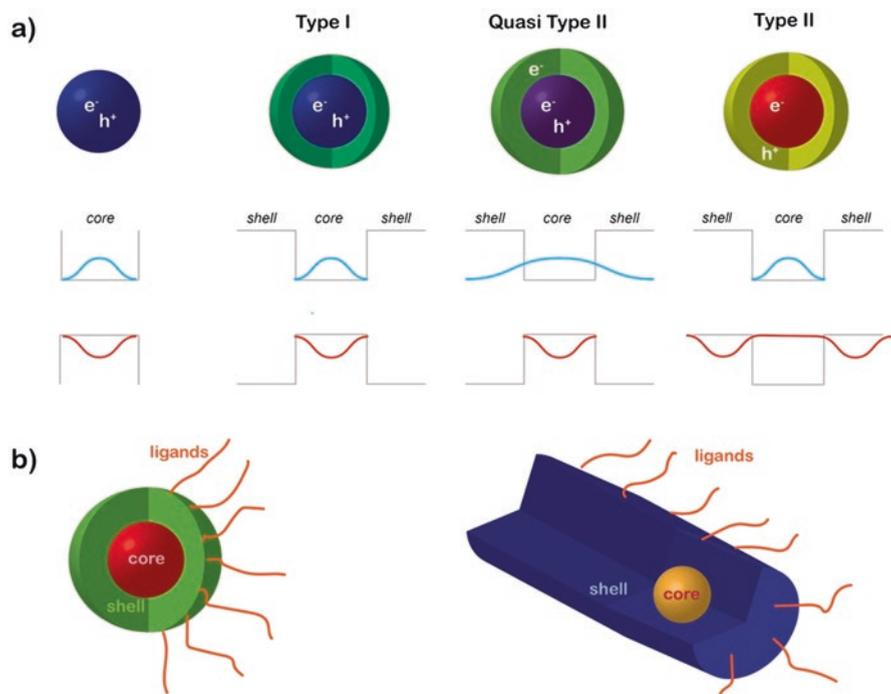 a)
Type I
Quasi Type II
Type II
e⁻
h⁺
e⁻
h⁺
e⁻
e⁻
h⁺
e⁻
h⁺
core
shell core shell
shell core shell
shell core shell
b)
ligands
core
shell
ligands
shell
core